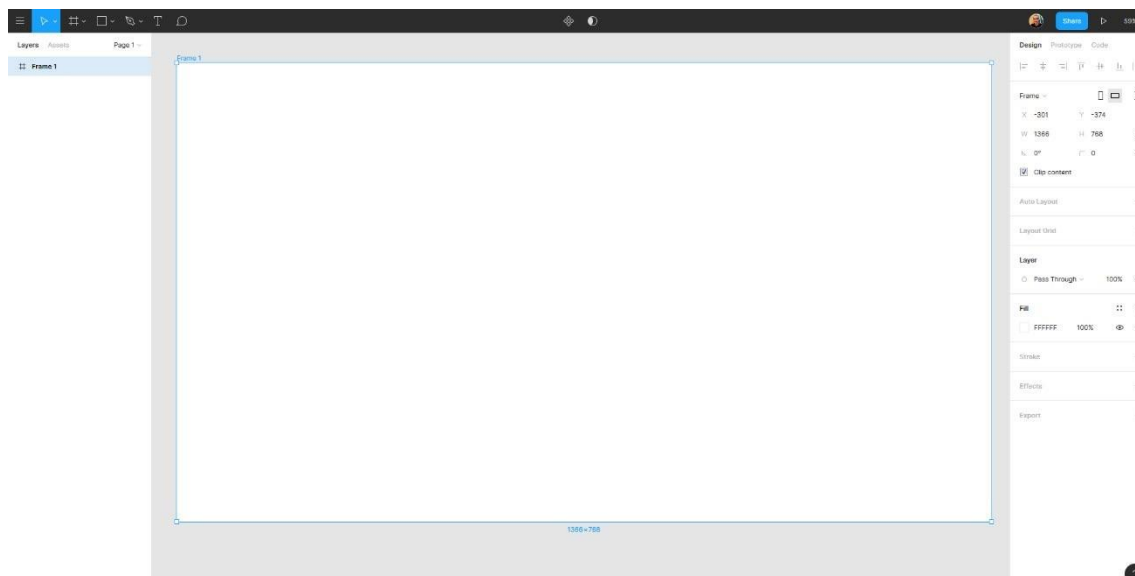 Share
Layers Assets Page 1
Frame 1
Frame 1
1366×768
Design Prototype Code
Frame
X -301 Y -374
W 1366 H 768
0° 0
Clip content
Auto Layout
Layout Grid
Layer
Pass Through 100%
Fill
FFFFFF 100%
Stroke
Effects
Export